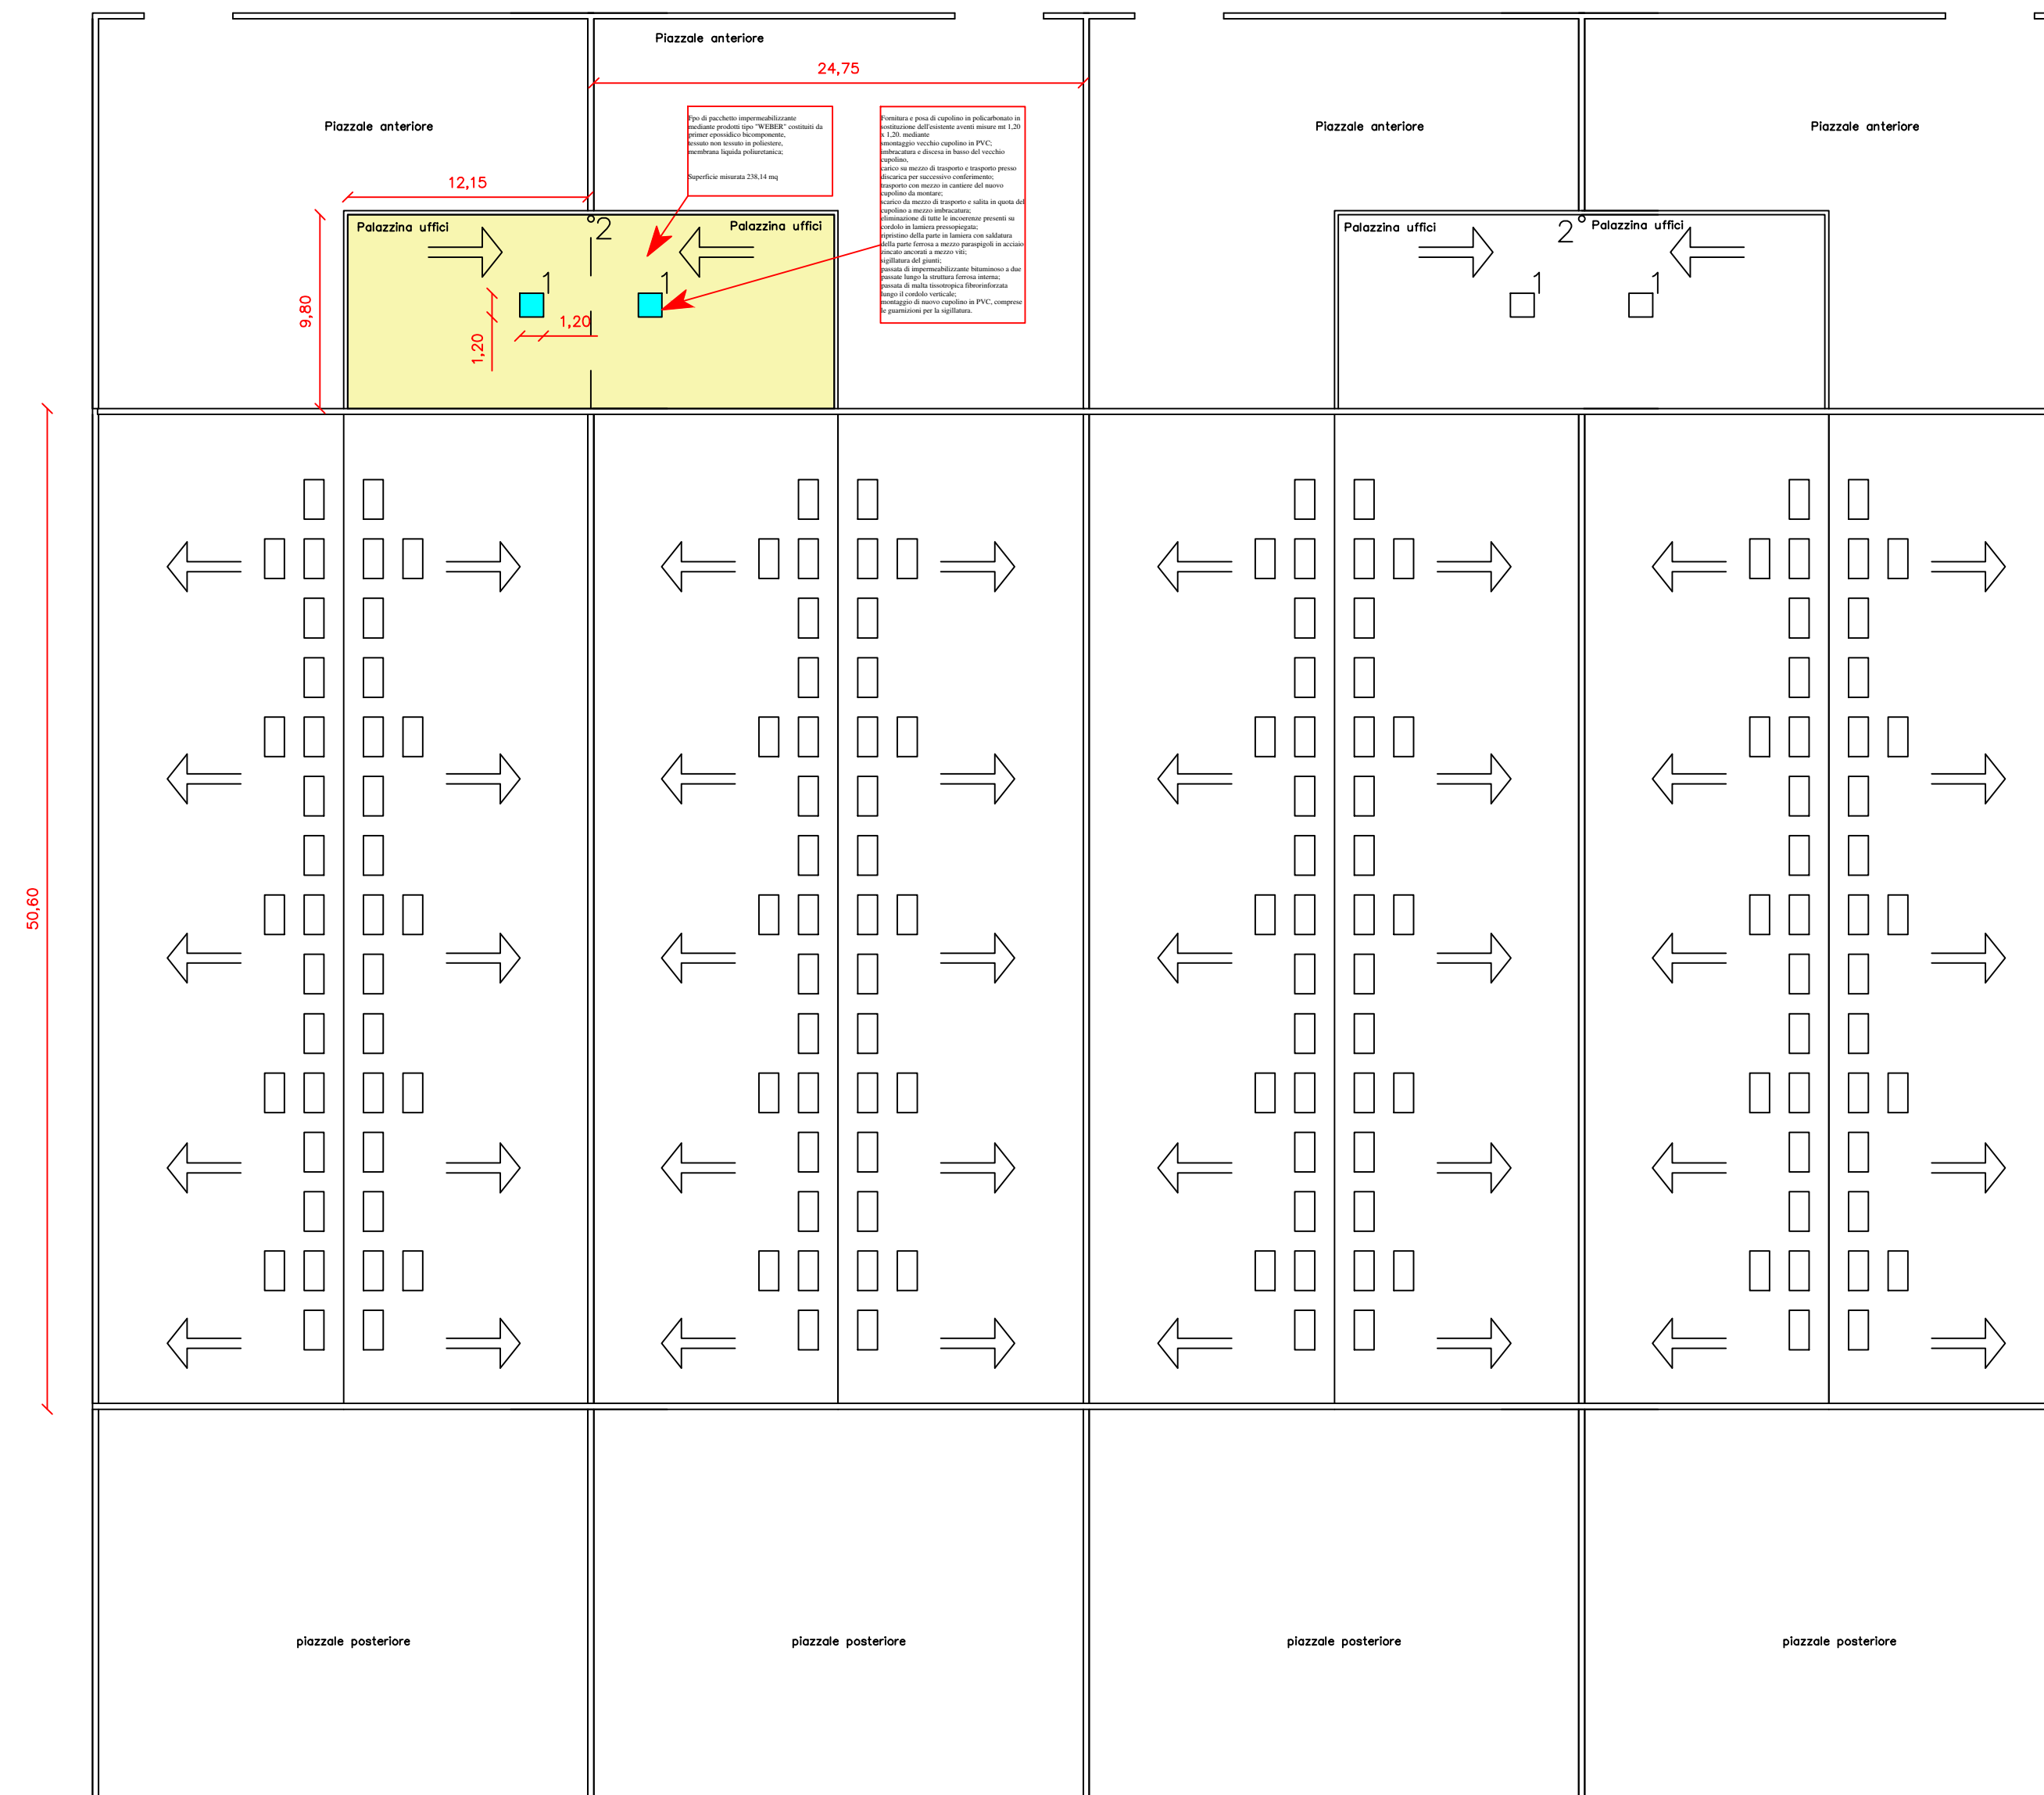 Piazzale anteriore
24,75
Piazzale anteriore
Piazzale anteriore
Piazzale anteriore
Fpo di pacchetto impermeabilizzante
mediante prodotti tipo "WEBER" costituiti da
primer epossidico bicomponente,
tessuto non tessuto in poliestere,
membrana liquida poliuretanica;
Superficie misurata 238,14 mq
Fornitura e posa di cupolino in policarbonato in
sostituzione dell'esistente aventi misure mt 1,20
x 1,20. mediante
smontaggio vecchio cupolino in PVC;
imbracatura e discesa in basso del vecchio
cupolino,
carico su mezzo di trasporto e trasporto presso
discarica per successivo conferimento;
trasporto con mezzo in cantiere del nuovo
cupolino da montare;
scarico da mezzo di trasporto e salita in quota del
cupolino a mezzo imbracatura;
eliminazione di tutte le incoerenze presenti su
cordolo in lamiera pressopiegata;
ripristino della parte in lamiera con saldatura
della parte ferrosa a mezzo paraspigoli in acciaio
zincato ancorati a mezzo viti;
sigillatura del giunti;
passata di impermeabilizzante bituminoso a due
passate lungo la struttura ferrosa interna;
passata di malta tissotropica fibrorinforzata
lungo il cordolo verticale;
montaggio di nuovo cupolino in PVC, comprese
le guarnizioni per la sigillatura.
12,15
Palazzina uffici
2
Palazzina uffici
Palazzina uffici
2
Palazzina uffici
1
1
1
1
9,80
1,20
1,20
50,60
piazzale posteriore
piazzale posteriore
piazzale posteriore
piazzale posteriore